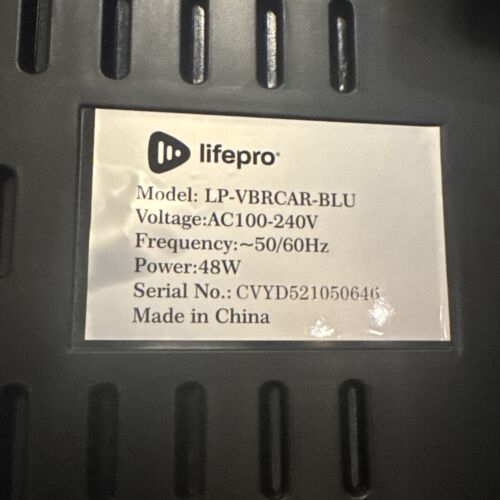 lifepro®
Model: LP-VBRCAR-BLU
Voltage:AC100-240V
Frequency:~50/60Hz
Power:48W
Serial No.: CVYD521050646
Made in China